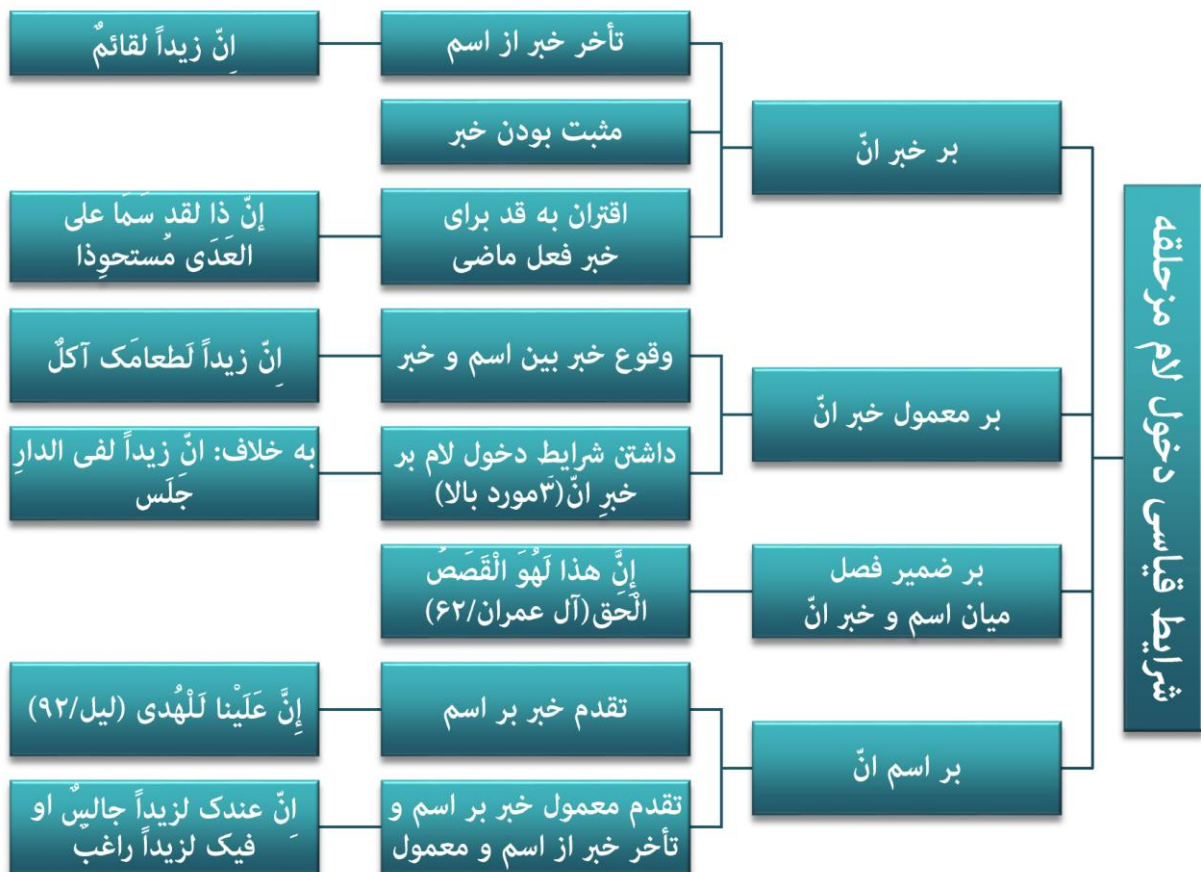 شرایط قیاسی دخول لام مزحلقه
بر خبر انّ
تأخر خبر از اسم
اِنّ زیداً لقائمٌ
مثبت بودن خبر
اقتران به قد برای
خبر فعل ماضی
إنّ ذا لقد سَمَا علی
العَدَی مُستحوِذا
بر معمول خبر انّ
وقوع خبر بین اسم و خبر
اِنّ زیداً لَطعامَک آکلٌ
داشتن شرایط دخول لام بر
خبرِ انّ(۳مورد بالا)
به خلاف: انّ زیداً لفی الدارِ
جَلَس
بر ضمیر فصل
میان اسم و خبر انّ
إِنَّ هذا لَهُوَ الْقَصَصُ
الْحَق(آل عمران/۶۲)
بر اسم انّ
تقدم خبر بر اسم
إِنَّ عَلَيْنا لَلْهُدی (لیل/۹۲)
تقدم معمول خبر بر اسم و
تأخر خبر از اسم و معمول
اِنّ عندک لزیداً جالسٌ او
فیک لزیداً راغبٌ